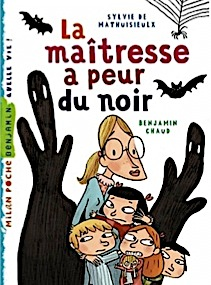 SYLVIE DE
MATHUISIEULX
La
maîtresse
a peur
du noir
BENJAMIN
CHAUD
MILAN POCHE BENJAMIN QUELLE VIE !